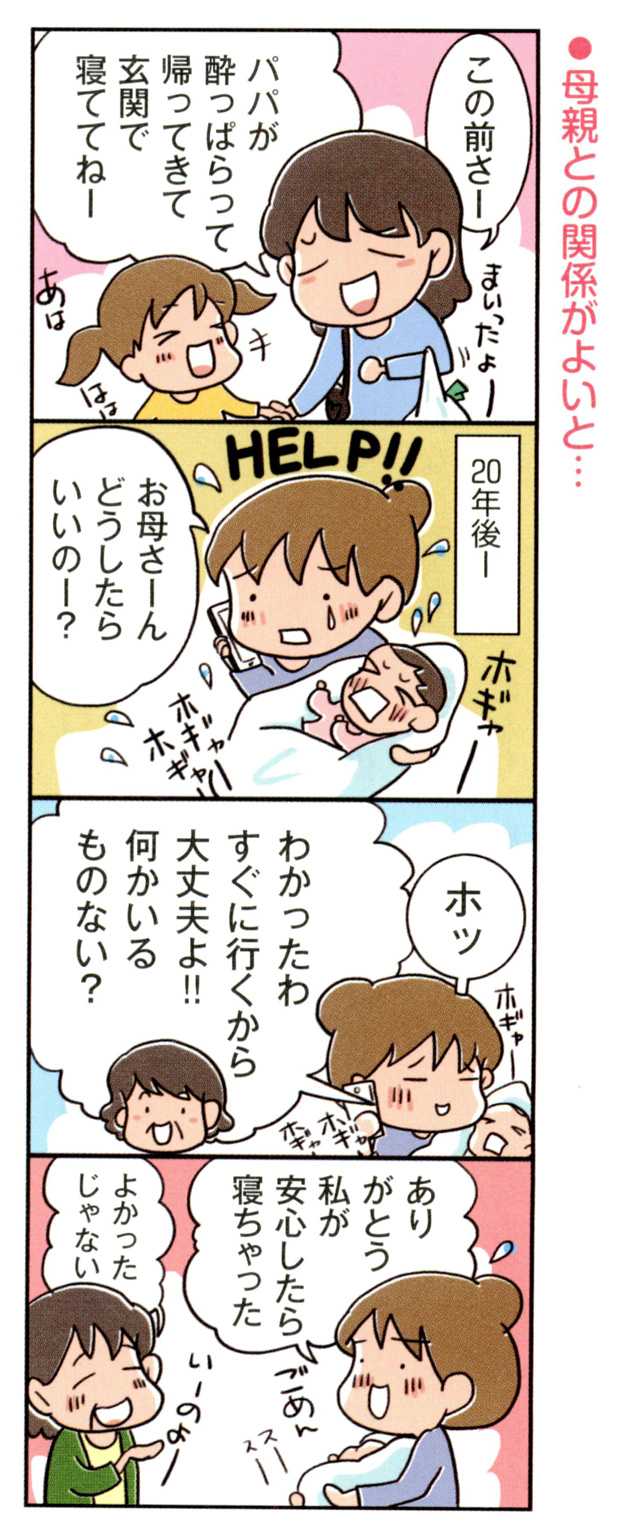 ●母親との関係がよいと…
この前さー
まいったよー
パパが
酔っぱらって
帰ってきて
玄関で
寝ててねー
あは
はは
20年後ー
HELP!!
お母さーん
どうしたら
いいのー?
ホギャー
ホギャ
ホギャー
ホッ
わかったわ
すぐに行くから
大丈夫よ!!
何かいる
ものない?
ホギャー
ホギャ
ホギャ
あり
がとう
私が
安心したら
寝ちゃった
ごめん
スス
よかった
じゃない
いーのよー